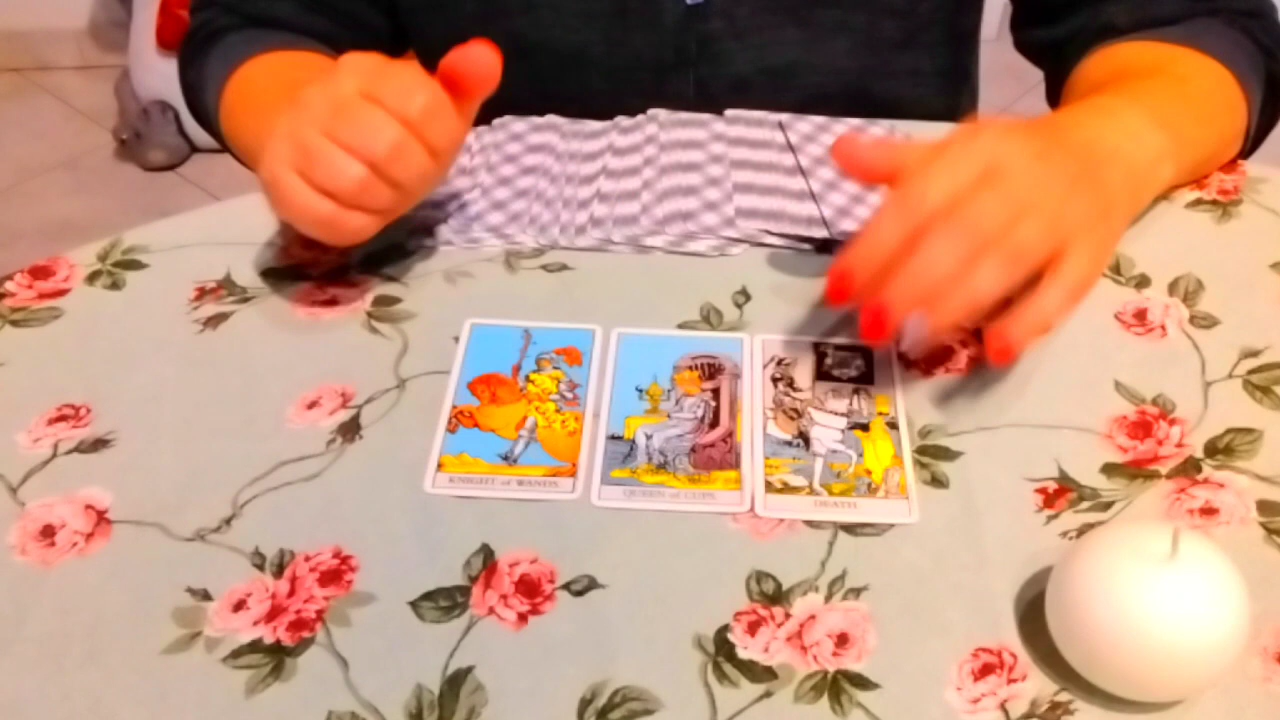 KNIGHT of WANDS.
QUEEN of CUPS.
DEATH.